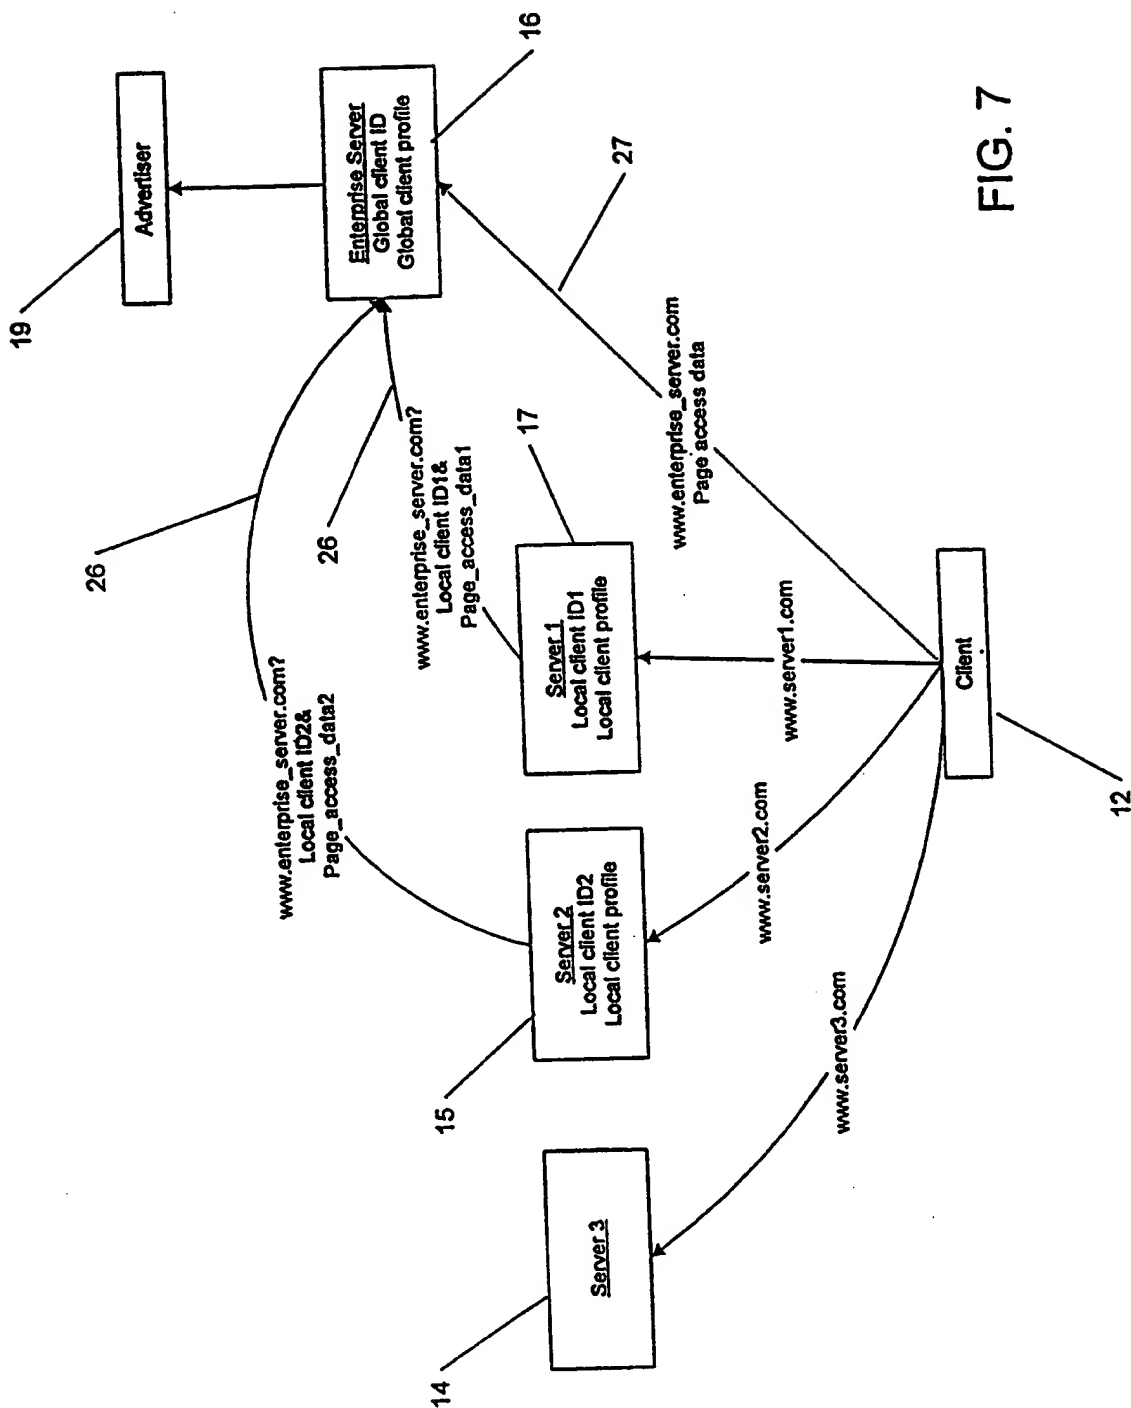 19
Advertiser
16
Enterprise Server
Global client ID
Global client profile
27
26
26
www.enterprise_server.com?
Local client ID2&
Page_access_data2
www.enterprise_server.com?
Local client ID1&
Page_access_data1
17
www.enterprise_server.com
Page access data
14
Server 3
15
Server 2
Local client ID2
Local client profile
Server 1
Local client ID1
Local client profile
www.server3.com
www.server2.com
www.server1.com
Client
12
FIG. 7